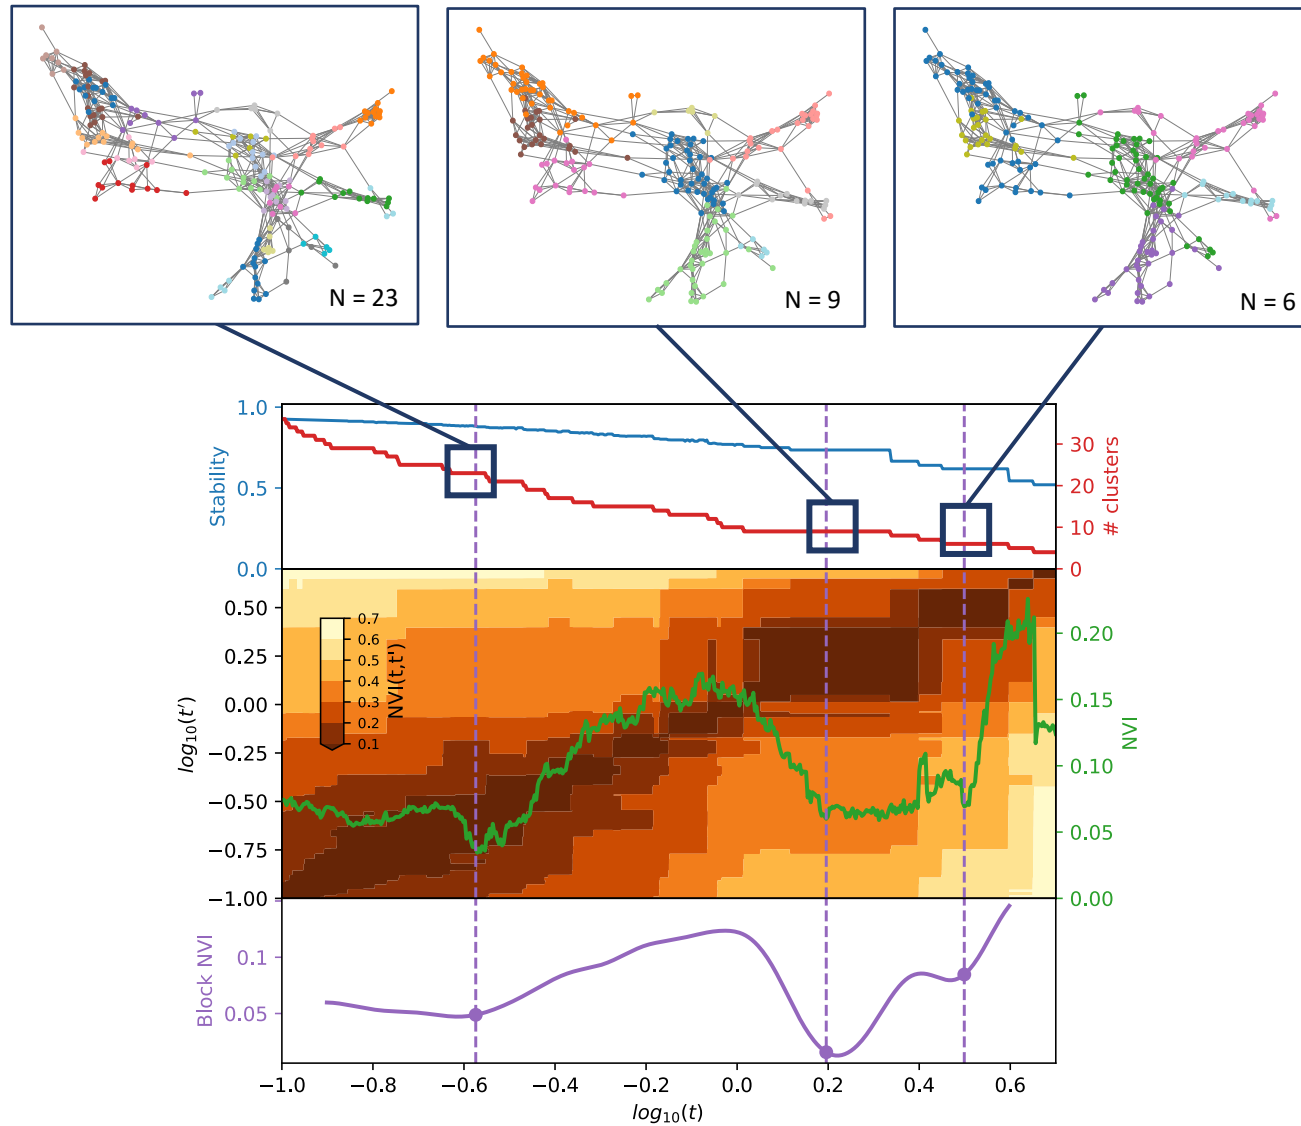 N = 23
N = 9
N = 6
1.0
0.5
0.0
Stability
30
20
10
0
# clusters
0.50
0.25
0.00
−0.25
−0.50
−0.75
−1.00
log10(t′)
0.7
0.6
0.5
0.4
0.3
0.2
0.1
NVI(t,t')
0.20
0.15
0.10
0.05
0.00
NVI
0.1
0.05
Block NVI
−1.0 −0.8 −0.6 −0.4 −0.2 0.0 0.2 0.4 0.6
log10(t)